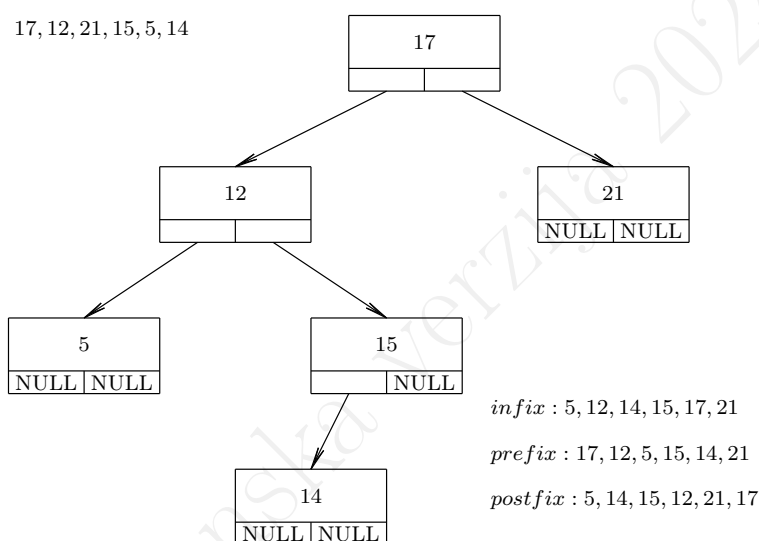 17, 12, 21, 15, 5, 14
17
12
21
NULL NULL
5
15
NULL NULL
NULL
infix : 5, 12, 14, 15, 17, 21
prefix : 17, 12, 5, 15, 14, 21
14
postfix : 5, 14, 15, 12, 21, 17
NULL NULL
verzija 202